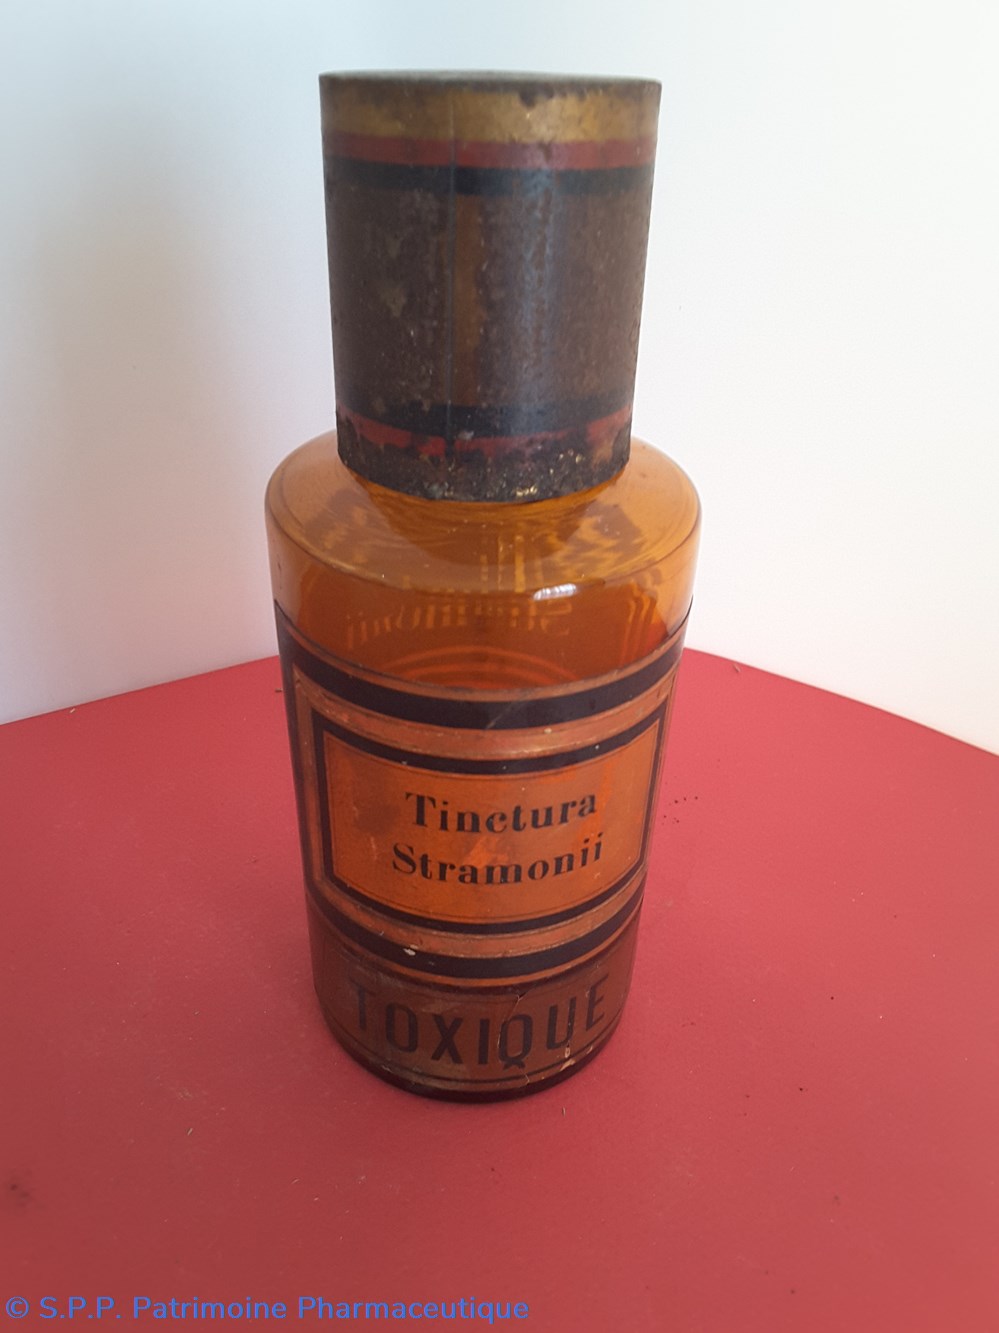 Tinctura
Stramonii
TOXIQUE
© S.P.P. Patrimoine Pharmaceutique